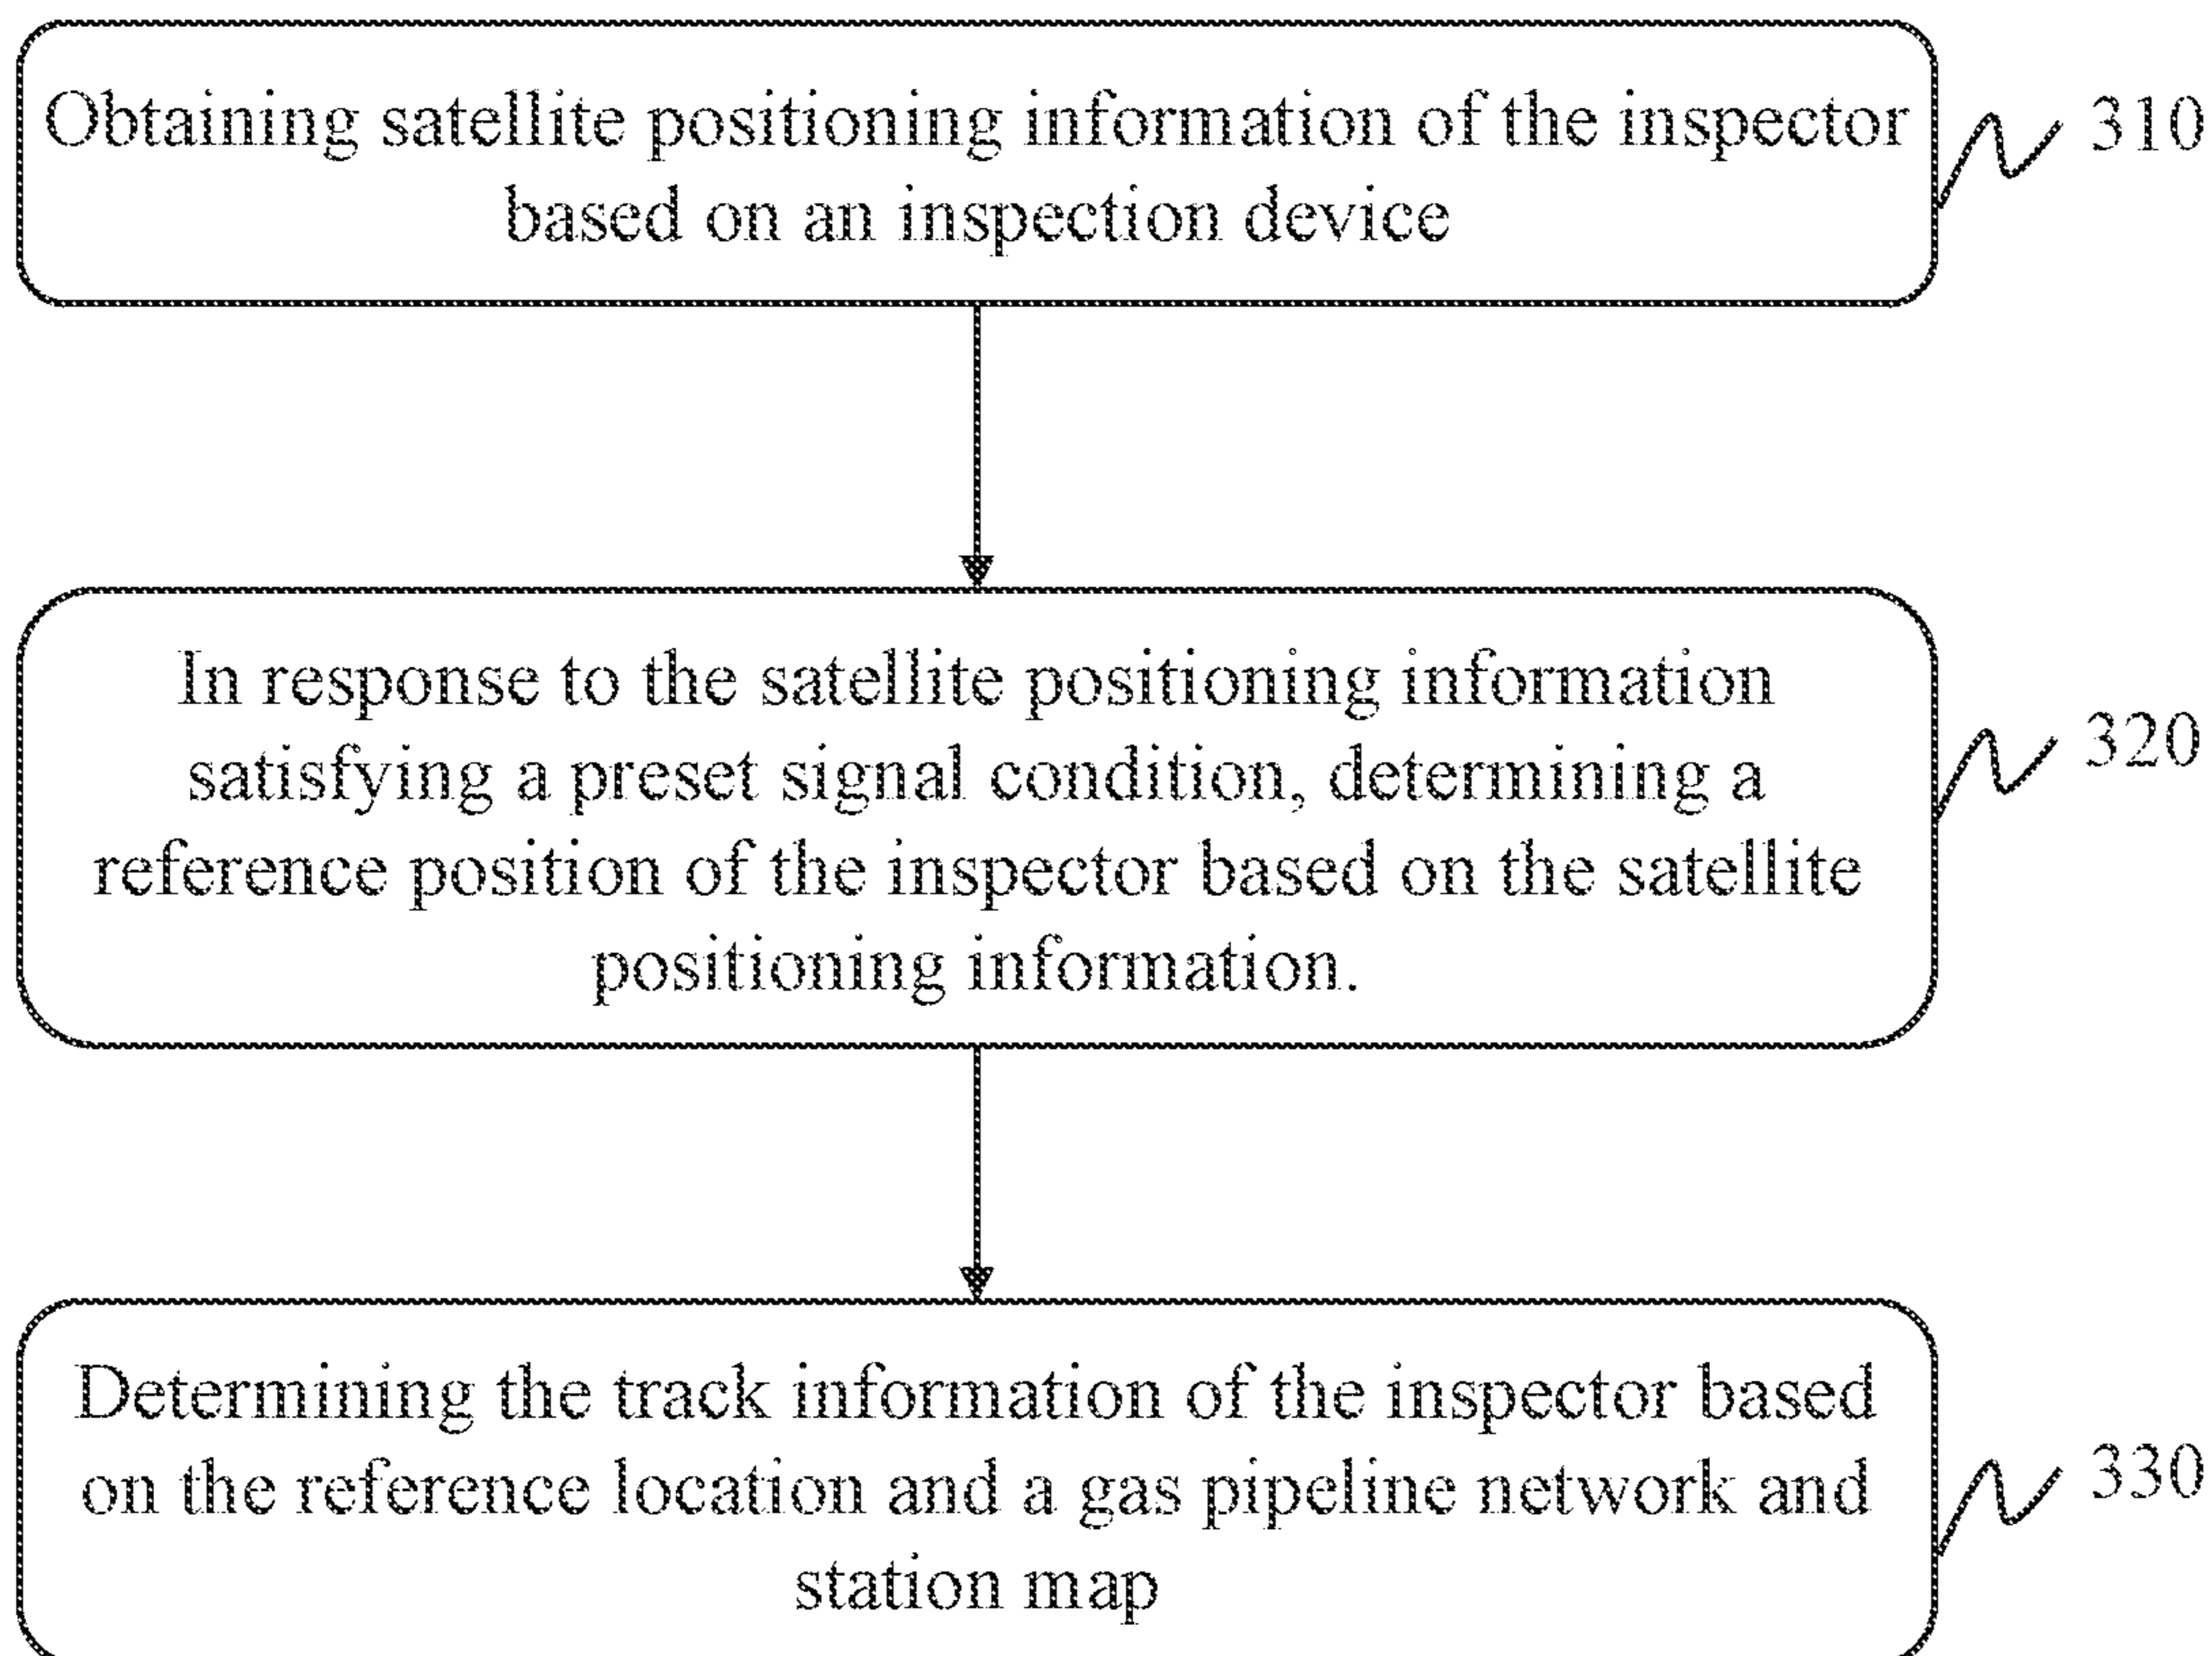 Obtaining satellite positioning information of the inspector
based on an inspection device
310
In response to the satellite positioning information
satisfying a preset signal condition, determining a
reference position of the inspector based on the satellite
positioning information.
320
Determining the track information of the inspector based
on the reference location and a gas pipeline network and
station map
330